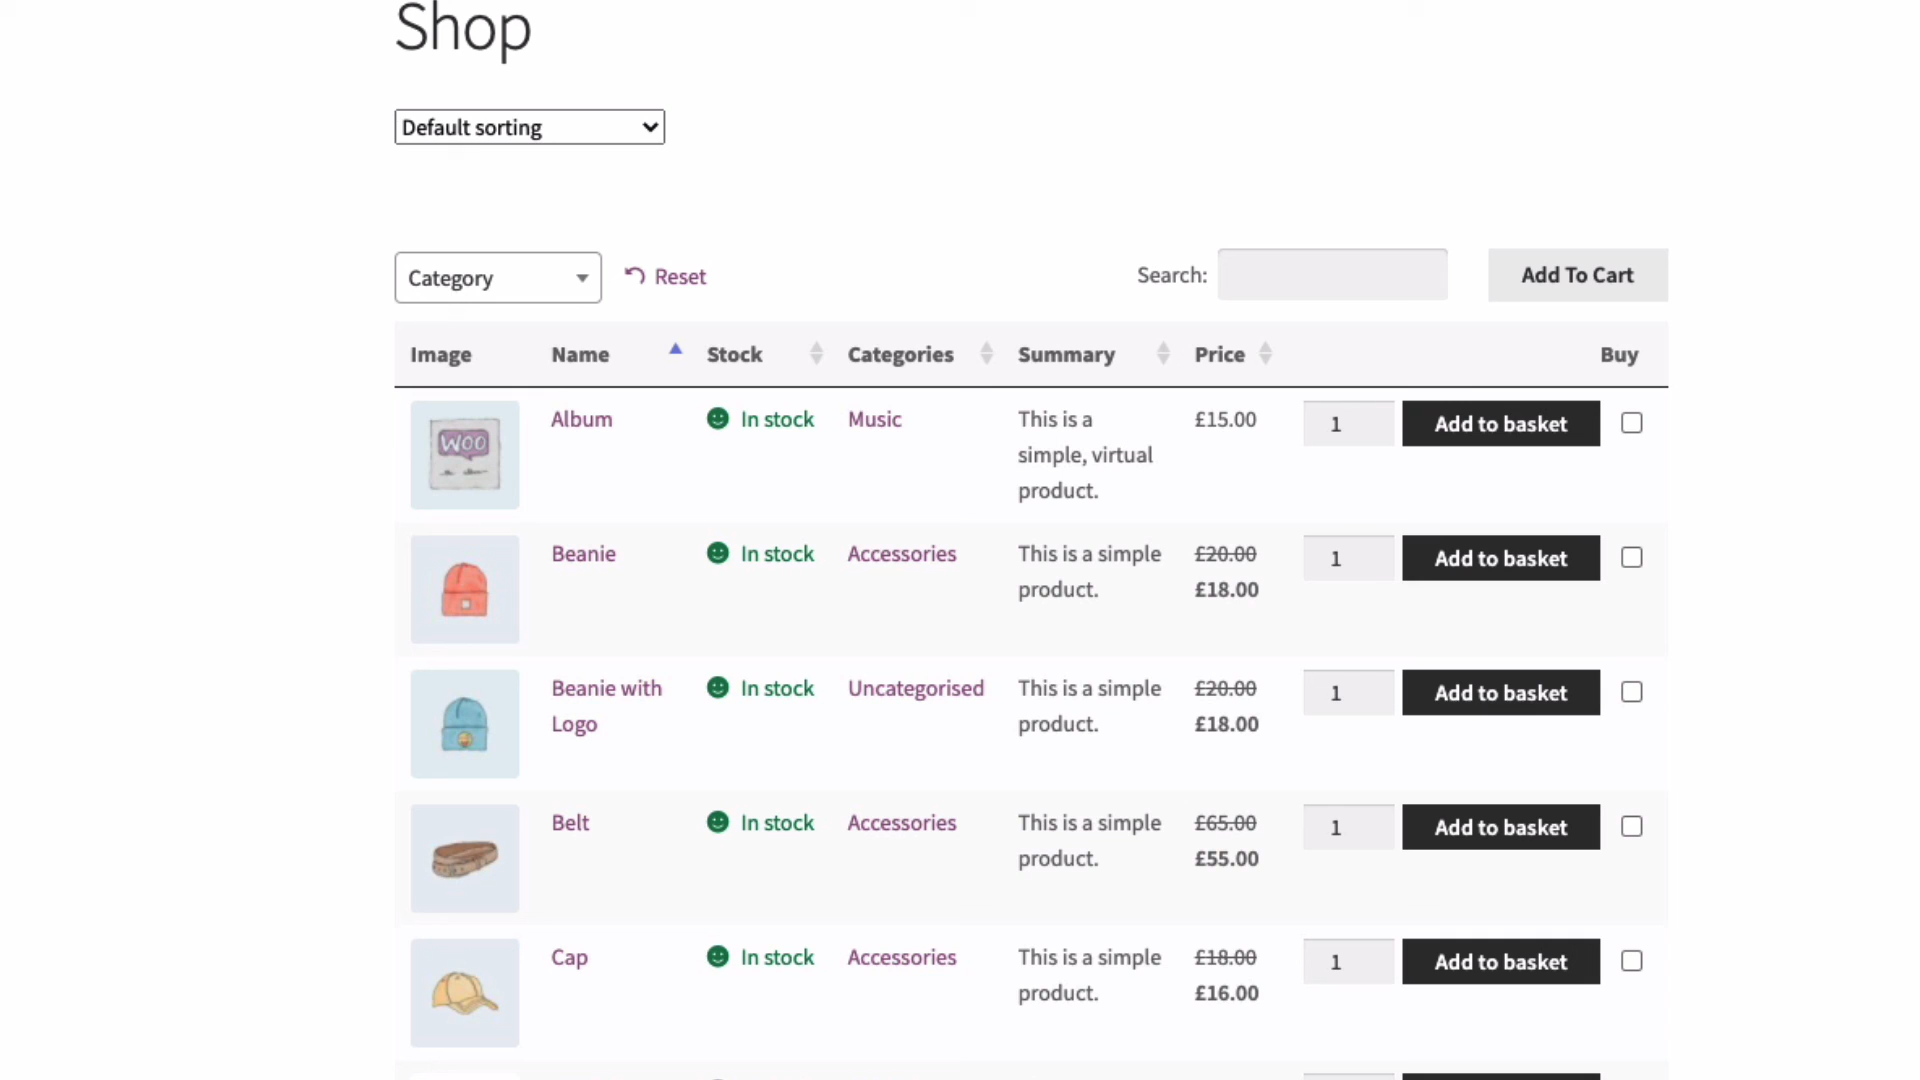 Shop
Default sorting
Category
Reset
Search:
Add To Cart
Image Name Stock Categories Summary Price Buy
WOO
Album In stock Music This is a £15.00 1 Add to basket
simple, virtual
product.
Beanie In stock Accessories This is a simple £20.00 1 Add to basket
product. £18.00
Beanie with In stock Uncategorised This is a simple £20.00 1 Add to basket
Logo product. £18.00
Belt In stock Accessories This is a simple £65.00 1 Add to basket
product. £55.00
Cap In stock Accessories This is a simple £18.00 1 Add to basket
product. £16.00